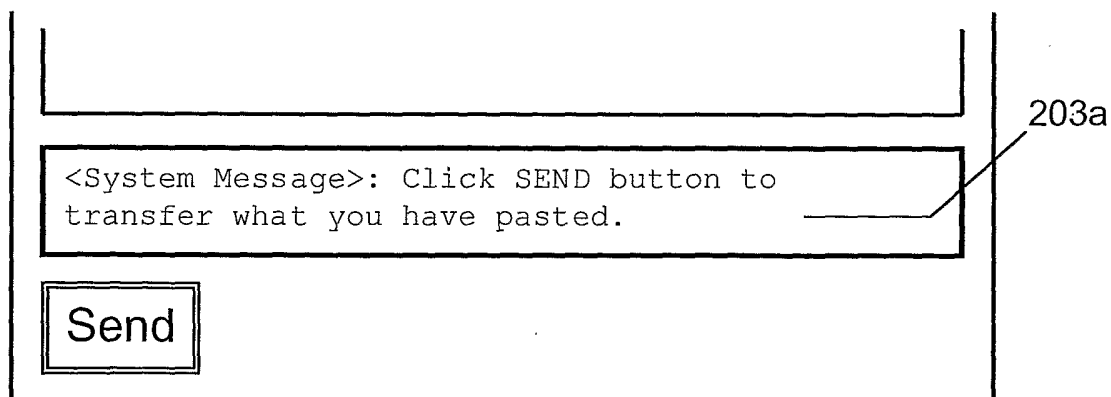 203a
<System Message>: Click SEND button to
transfer what you have pasted.
Send